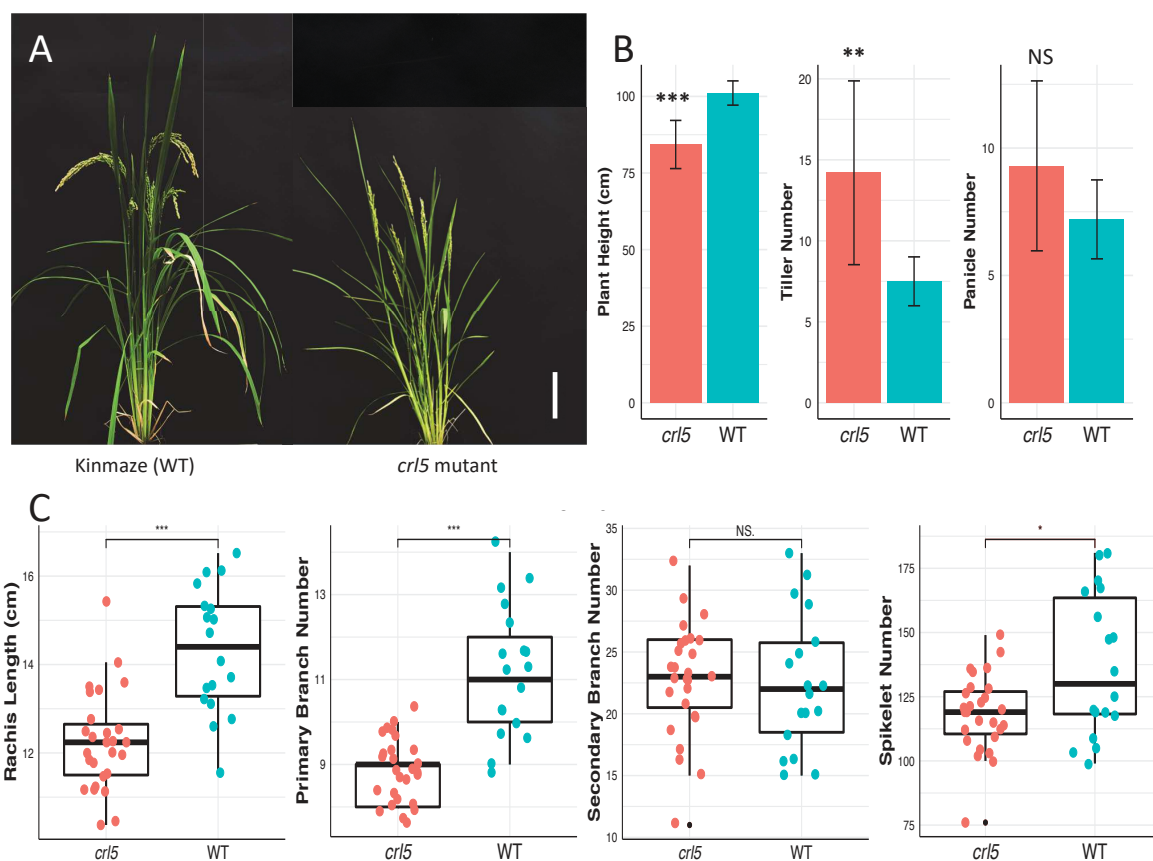 A
Kinmaze (WT)
crl5 mutant
B
***
**
NS
Plant Height (cm)
100
75
50
25
0
crl5
WT
Tiller Number
20
15
10
5
0
crl5
WT
Panicle Number
10
5
0
crl5
WT
C
***
Rachis Length (cm)
16
14
12
crl5
WT
***
Primary Branch Number
13
11
9
crl5
WT
NS.
Secondary Branch Number
35
30
25
20
15
10
crl5
WT
*
Spikelet Number
175
150
125
100
75
crl5
WT